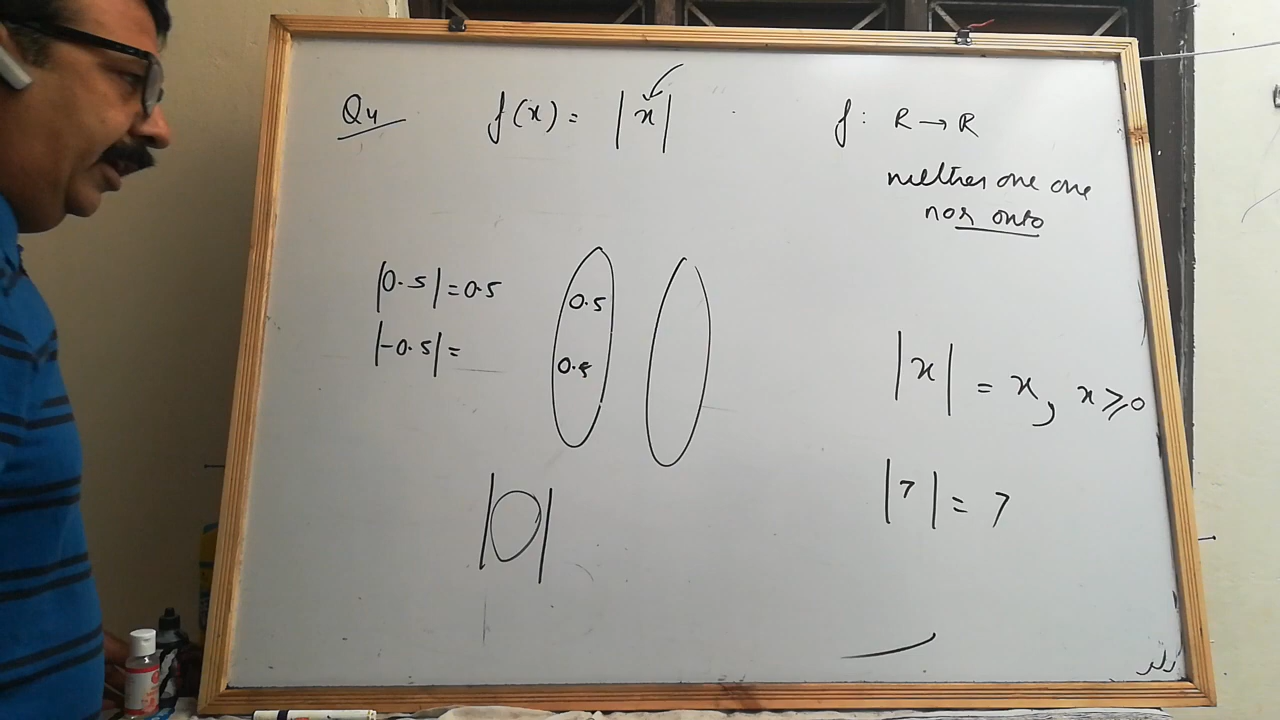 Q4 f(x) = |x| f: R → R
neither one one
nor onto
|0.5| = 0.5
|-0.5| =
0.5
0.5
|x| = x, x ≥ 0
|7| = 7
|0|